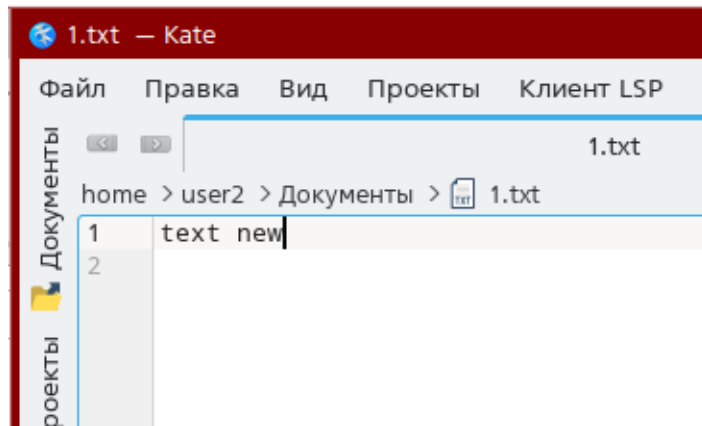 1.txt — Kate
Файл Правка Вид Проекты Клиент LSP
1.txt
home > user2 > Документы > 1.txt
1 text new
2
Документы